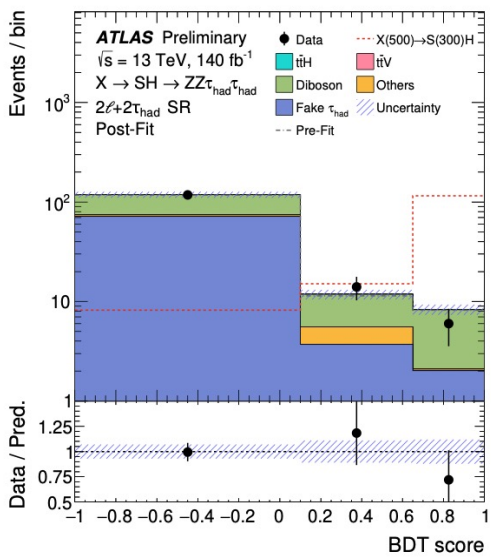 Events / bin
10³
10²
10
1
ATLAS Preliminary
√s = 13 TeV, 140 fb⁻¹
X → SH → ZZτhadτhad
2ℓ+2τhad SR
Post-Fit
Data
tt̄H
Diboson
Fake τhad
Pre-Fit
X(500)→S(300)H
tt̄V
Others
Uncertainty
Data / Pred.
1.25
1
0.75
0.5
−1 −0.8 −0.6 −0.4 −0.2 0 0.2 0.4 0.6 0.8 1
BDT score